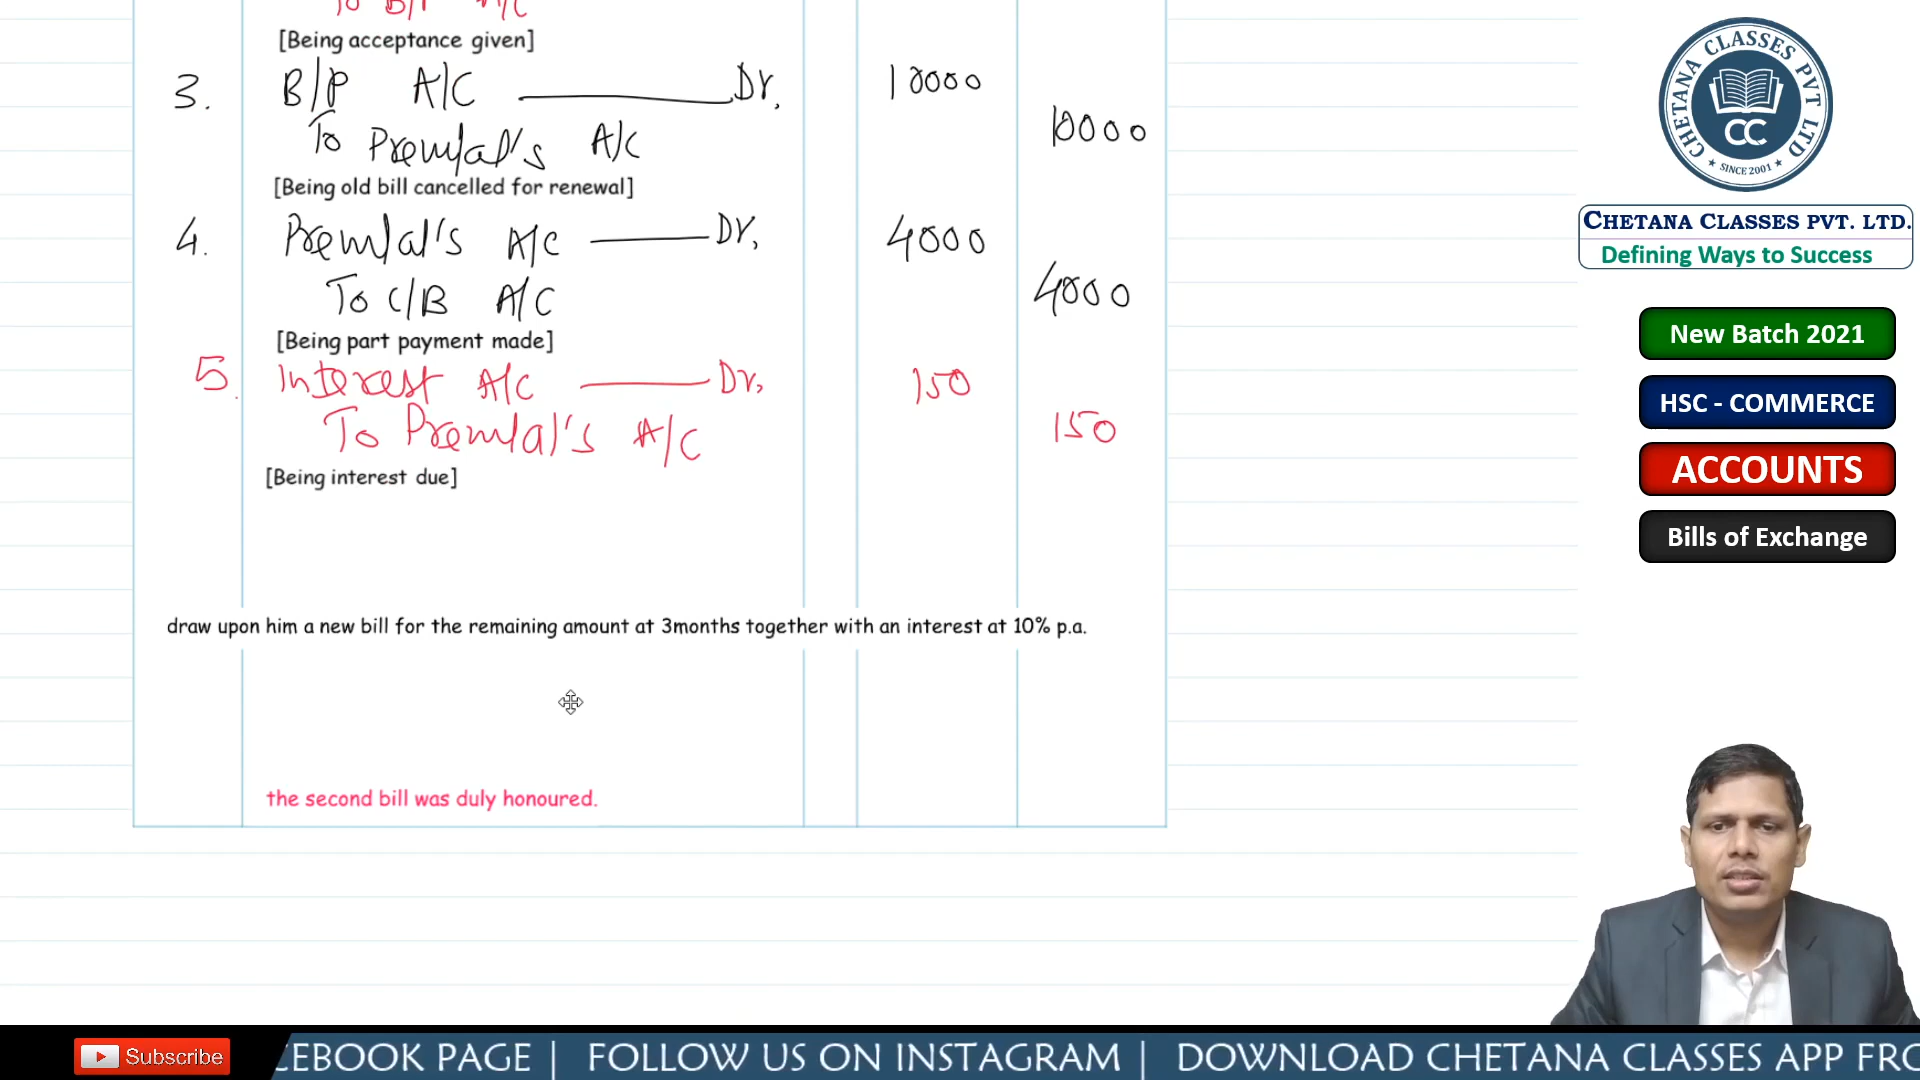 To B/P A/C
[Being acceptance given]
3. B/P A/C Dr. 10000
To Premlal's A/c 10000
[Being old bill cancelled for renewal]
4. Premlal's A/c Dr. 4000
To C/B A/C 4000
[Being part payment made]
5. Interest A/c Dr. 150
To Premlal's A/C 150
[Being interest due]
draw upon him a new bill for the remaining amount at 3months together with an interest at 10% p.a.
the second bill was duly honoured.
CHETANA CLASSES PVT LTD
CC
SINCE 2001
CHETANA CLASSES PVT. LTD.
Defining Ways to Success
New Batch 2021
HSC - COMMERCE
ACCOUNTS
Bills of Exchange
Subscribe
CEBOOK PAGE | FOLLOW US ON INSTAGRAM | DOWNLOAD CHETANA CLASSES APP FRO